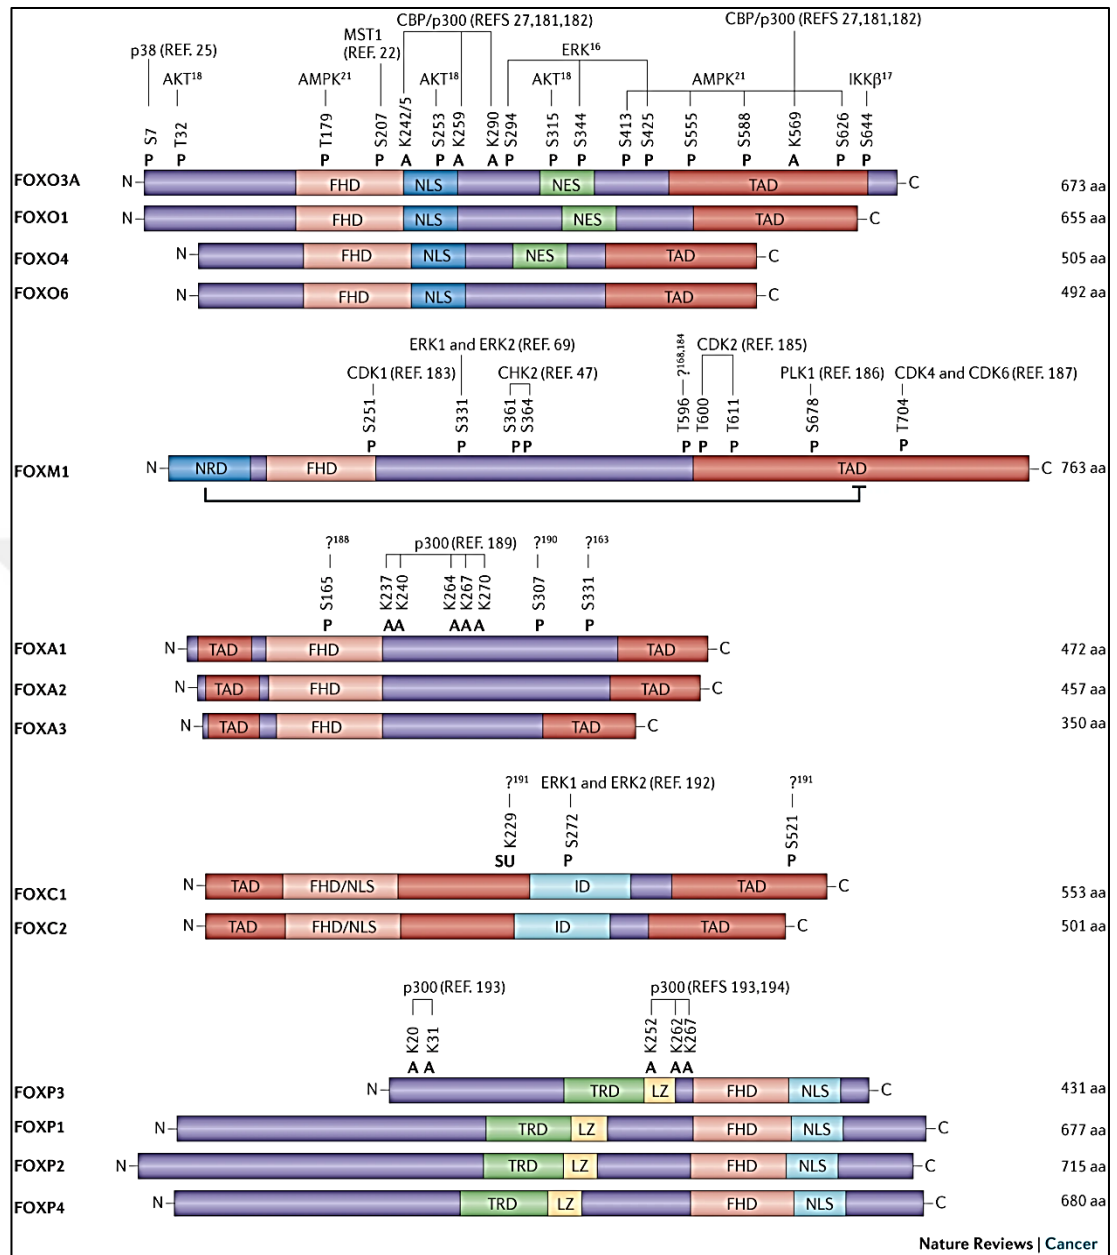 CBP/p300 (REFS 27,181,182) CBP/p300 (REFS 27,181,182)
p38 (REF. 25) MST1 (REF. 22) ERK16
AKT18 AMPK21 AKT18 AKT18 AMPK21 IKKβ17
S7 T32 T179 S207 K242/5 S253 K259 K290 S294 S315 S344 S413 S425 S555 S588 K569 S626 S644
P P P P A P A A P P P P P P P A P P
FOXO3A N FHD NLS NES TAD C 673 aa
FOXO1 N FHD NLS NES TAD C 655 aa
FOXO4 N FHD NLS NES TAD C 505 aa
FOXO6 N FHD NLS TAD C 492 aa
ERK1 and ERK2 (REF. 69) ?168,184 CDK2 (REF. 185)
CDK1 (REF. 183) CHK2 (REF. 47) PLK1 (REF. 186) CDK4 and CDK6 (REF. 187)
S251 S331 S361 S364 T596 T600 T611 S678 T704
P P P P P P P P P
FOXM1 N NRD FHD TAD C 763 aa
?188 p300 (REF. 189) ?190 ?163
S165 K237 K240 K264 K267 K270 S307 S331
P A A A A A P P
FOXA1 N TAD FHD TAD C 472 aa
FOXA2 N TAD FHD TAD C 457 aa
FOXA3 N TAD FHD TAD C 350 aa
?191 ERK1 and ERK2 (REF. 192) ?191
K229 S272 S521
SU P P
FOXC1 N TAD FHD/NLS ID TAD C 553 aa
FOXC2 N TAD FHD/NLS ID TAD C 501 aa
p300 (REF. 193) p300 (REFS 193,194)
K20 K31 K252 K262 K267
A A A A A
FOXP3 N TRD LZ FHD NLS C 431 aa
FOXP1 N TRD LZ FHD NLS C 677 aa
FOXP2 N TRD LZ FHD NLS C 715 aa
FOXP4 N TRD LZ FHD NLS C 680 aa
Nature Reviews | Cancer